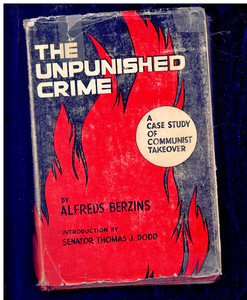 THE
UNPUNISHED
CRIME
A
CASE STUDY
OF
COMMUNIST
TAKEOVER
BY
ALFREDS BERZINS
INTRODUCTION BY
SENATOR THOMAS J. DODD